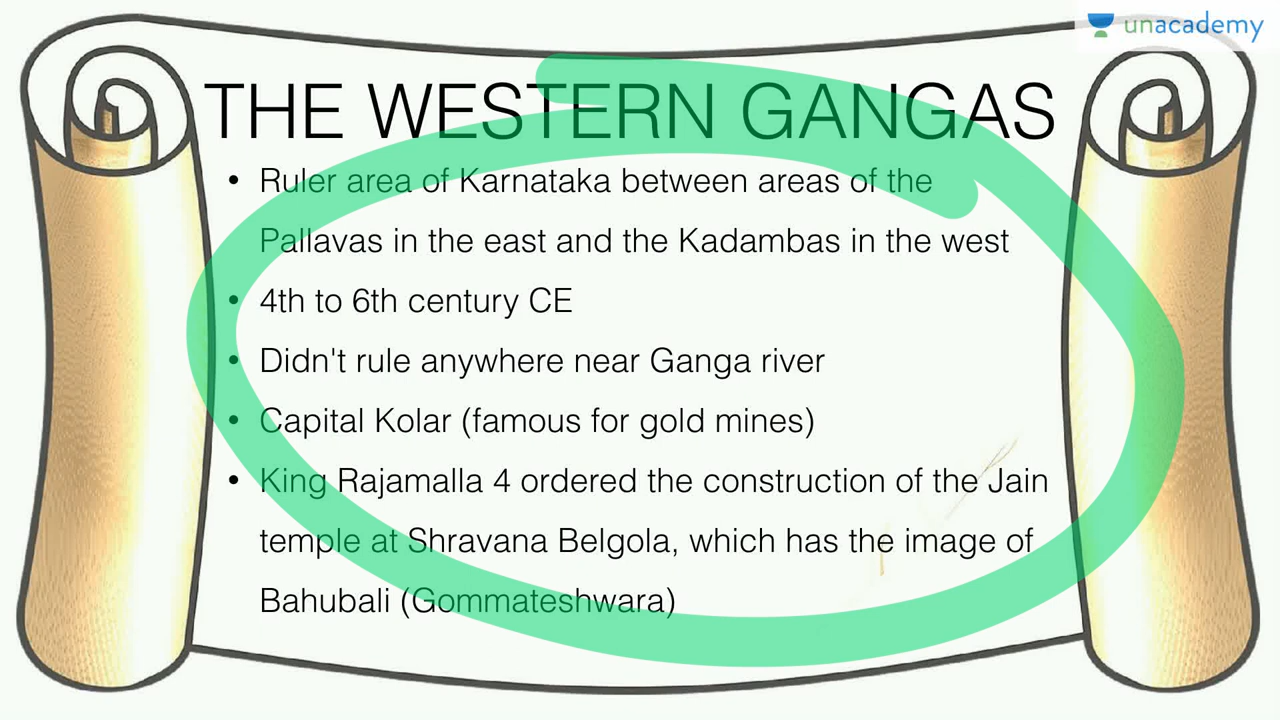 unacademy
THE WESTERN GANGAS
• Ruler area of Karnataka between areas of the
Pallavas in the east and the Kadambas in the west
• 4th to 6th century CE
• Didn't rule anywhere near Ganga river
• Capital Kolar (famous for gold mines)
• King Rajamalla 4 ordered the construction of the Jain
temple at Shravana Belgola, which has the image of
Bahubali (Gommateshwara)